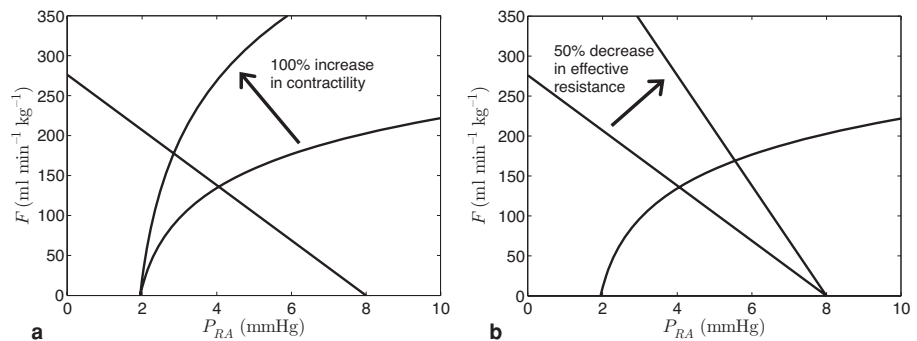 350
300
250
200
150
100
50
0
F (ml min⁻¹ kg⁻¹)
100% increase
in contractility
0 2 4 6 8 10
P_RA (mmHg)
a
350
300
250
200
150
100
50
0
F (ml min⁻¹ kg⁻¹)
50% decrease
in effective
resistance
0 2 4 6 8 10
P_RA (mmHg)
b